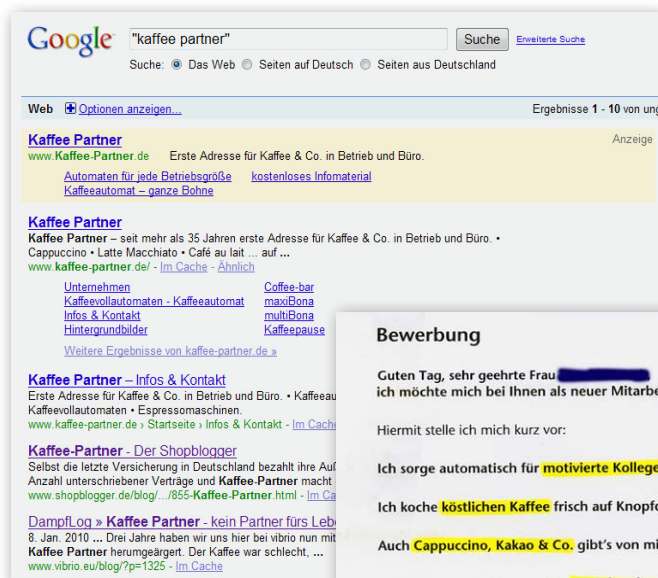 Google "kaffee partner" Suche Erweiterte Suche
Suche: Das Web Seiten auf Deutsch Seiten aus Deutschland
Web Optionen anzeigen... Ergebnisse 1 - 10 von
Kaffee Partner Anzeige
www.Kaffee-Partner.de Erste Adresse für Kaffee & Co. in Betrieb und Büro.
Automaten für jede Betriebsgröße kostenloses Infomaterial
Kaffeeautomat – ganze Bohne
Kaffee Partner
Kaffee Partner – seit mehr als 35 Jahren erste Adresse für Kaffee & Co. in Betrieb und Büro. •
Cappuccino • Latte Macchiato • Café au lait ... auf ...
www.kaffee-partner.de/ - Im Cache - Ähnlich
Unternehmen Coffee-bar
Kaffeevollautomaten - Kaffeeautomat maxiBona
Infos & Kontakt multiBona
Hintergrundbilder Kaffeepause
Weitere Ergebnisse von kaffee-partner.de »
Kaffee Partner – Infos & Kontakt
Erste Adresse für Kaffee & Co. in Betrieb und Büro. •
Kaffeevollautomaten • Espressomaschinen.
www.kaffee-partner.de › Startseite › Infos & Kontakt - Im Cache
Kaffee-Partner - Der Shopblogger
Selbst die letzte Versicherung in Deutschland bezahlt ihre
Anzahl unterschriebener Verträge und Kaffee-Partner macht
www.shopblogger.de/blog/.../855-Kaffee-Partner.html - Im
DampfLog » Kaffee Partner - kein Partner fürs
8. Jan. 2010 ... Drei Jahre haben wir uns hier bei vibrio nun mit
Kaffee Partner herumgeärgert. Der Kaffee war schlecht, ...
www.vibrio.eu/blog/?p=1325 - Im Cache
Bewerbung
Guten Tag, sehr geehrte Frau
ich möchte mich bei Ihnen als neuer
Hiermit stelle ich mich kurz vor:
Ich sorge automatisch für motivierte
Ich koche köstlichen Kaffee frisch auf
Auch Cappuccino, Kakao & Co. gibt's von